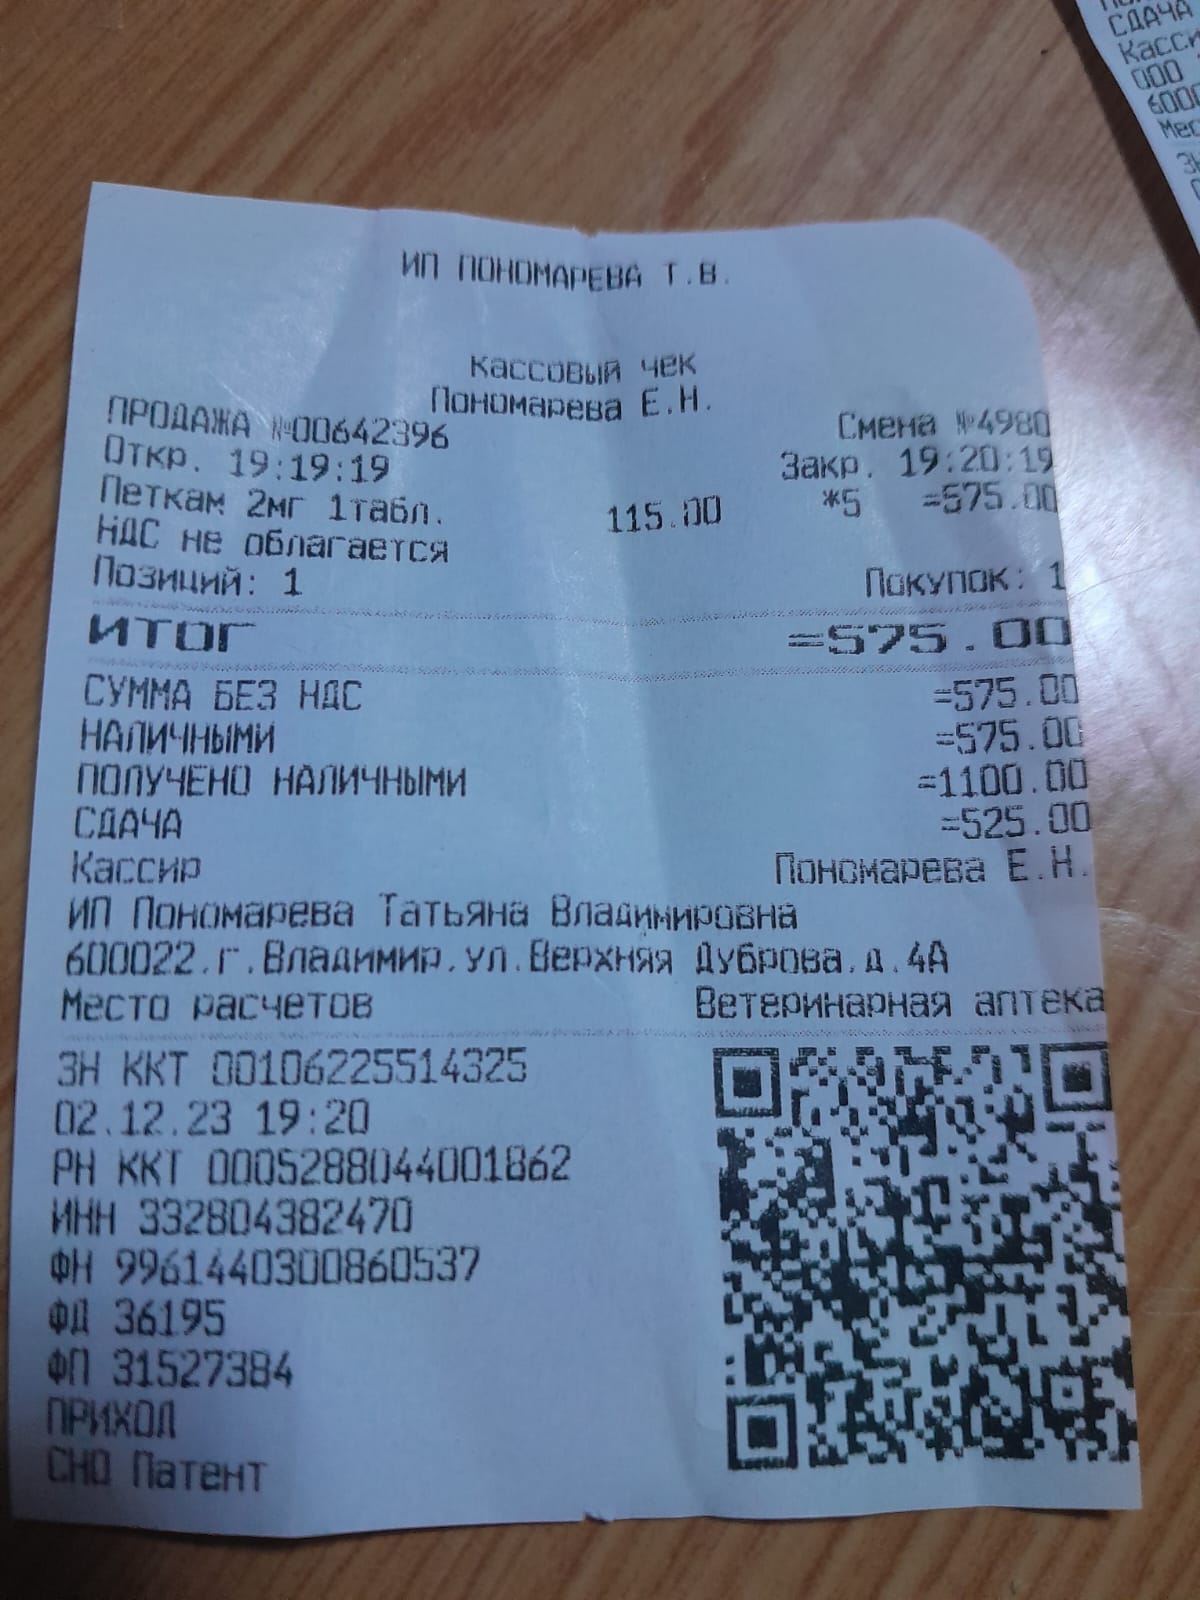 ИП ПОНОМАРЕВА Т.В.
Кассовый чек
Пономарева Е.Н.
ПРОДАЖА №00642396 Смена №4980
Откр. 19:19:19 Закр. 19:20:19
Петкам 2мг 1табл. 115.00 *5 =575.00
НДС не облагается
Позиций: 1 Покупок: 1
ИТОГ =575.00
СУММА БЕЗ НДС =575.00
НАЛИЧНЫМИ =575.00
ПОЛУЧЕНО НАЛИЧНЫМИ =1100.00
СДАЧА =525.00
Кассир Пономарева Е.Н.
ИП Пономарева Татьяна Владимировна
600022.г.Владимир.ул.Верхняя Дуброва.д.4А
Место расчетов Ветеринарная аптека
ЗН ККТ 00106225514325
02.12.23 19:20
РН ККТ 0005288044001862
ИНН 332804382470
ФН 9961440300860537
ФД 36195
ФП 31527384
ПРИХОД
СНО Патент
СДАЧА
ООО